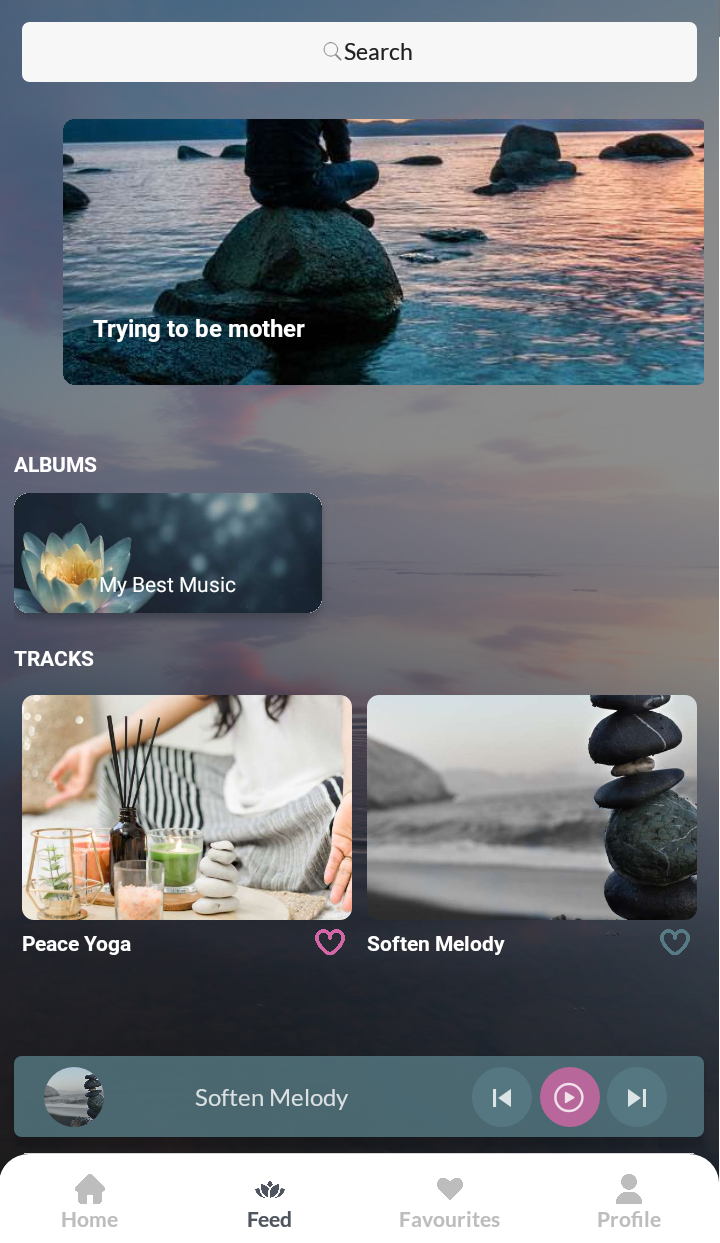 Search
Trying to be mother
ALBUMS
My Best Music
TRACKS
Peace Yoga
Soften Melody
Soften Melody
Home
Feed
Favourites
Profile